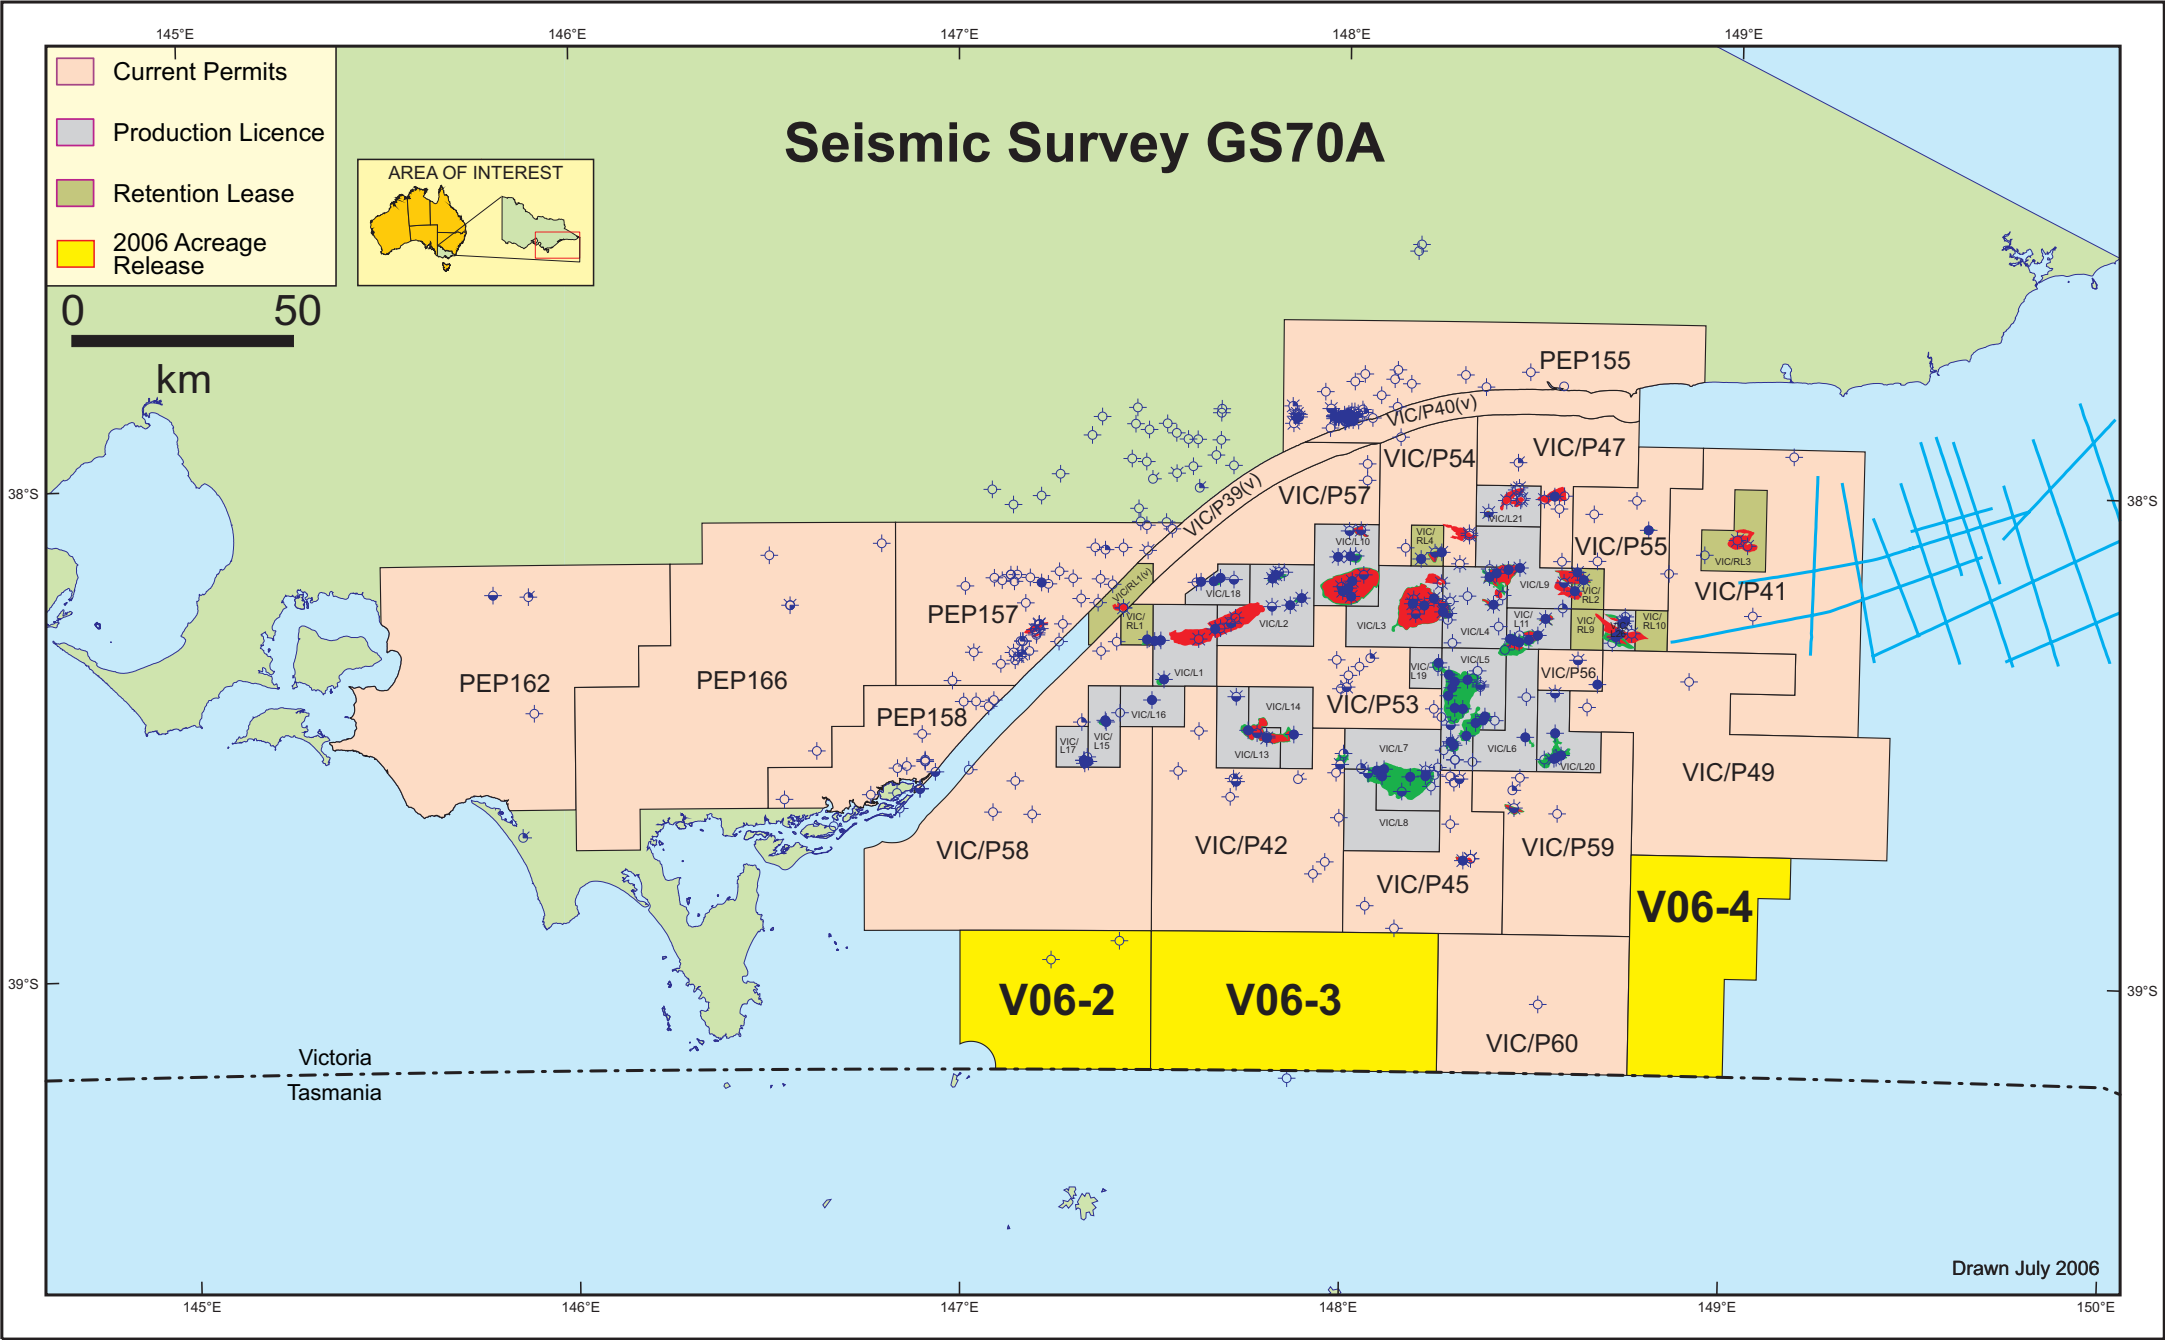 145°E
146°E
147°E
148°E
149°E
Current Permits
Production Licence
Retention Lease
2006 Acreage
Release
AREA OF INTEREST
Seismic Survey GS70A
0 50
km
38°S
38°S
39°S
39°S
PEP155
VIC/P40(v)
VIC/P39(v)
VIC/P54
VIC/P47
VIC/P57
VIC/L21
VIC/P55
VIC/L10
VIC/
RL4
VIC/RL3
VIC/P41
VIC/RL1(v)
VIC/L18
VIC/L9
VIC/
RL2
PEP157
VIC/
RL1
VIC/L2
VIC/L3
VIC/L4
VIC/
L11
VIC/
RL9
VIC/
RL10
VIC/L1
VIC/
L19
VIC/L5
VIC/P56
PEP162
PEP166
PEP158
VIC/P53
VIC/L16
VIC/L14
VIC/
L17
VIC/
L15
VIC/L13
VIC/L7
VIC/L6
VIC/L20
VIC/P49
VIC/L8
VIC/P58
VIC/P42
VIC/P59
VIC/P45
V06-4
V06-2
V06-3
VIC/P60
Victoria
Tasmania
Drawn July 2006
145°E
146°E
147°E
148°E
149°E
150°E